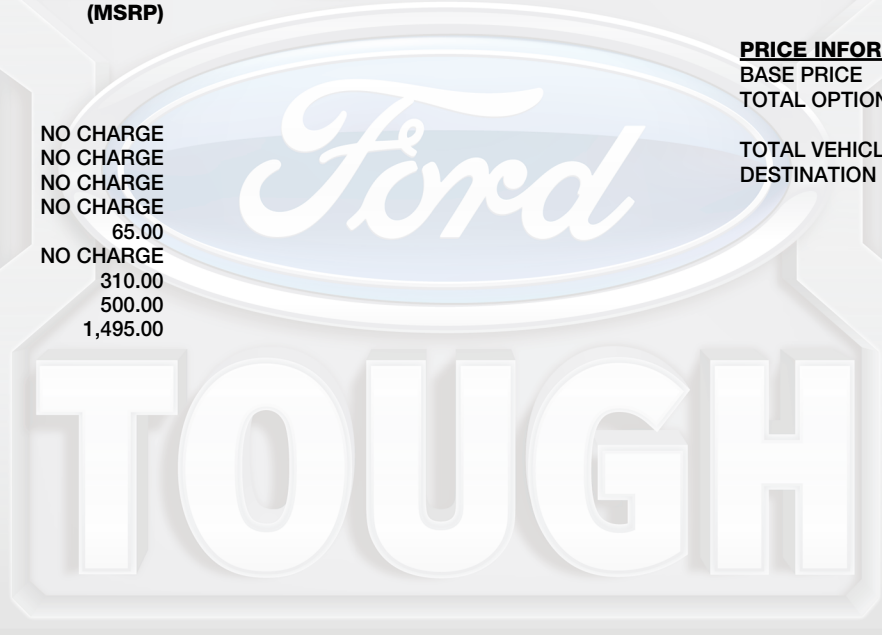 (MSRP)
NO CHARGE
NO CHARGE
NO CHARGE
NO CHARGE
65.00
NO CHARGE
310.00
500.00
1,495.00
PRICE INFOR
BASE PRICE
TOTAL OPTION
TOTAL VEHICL
DESTINATION
Ford
TOUGH